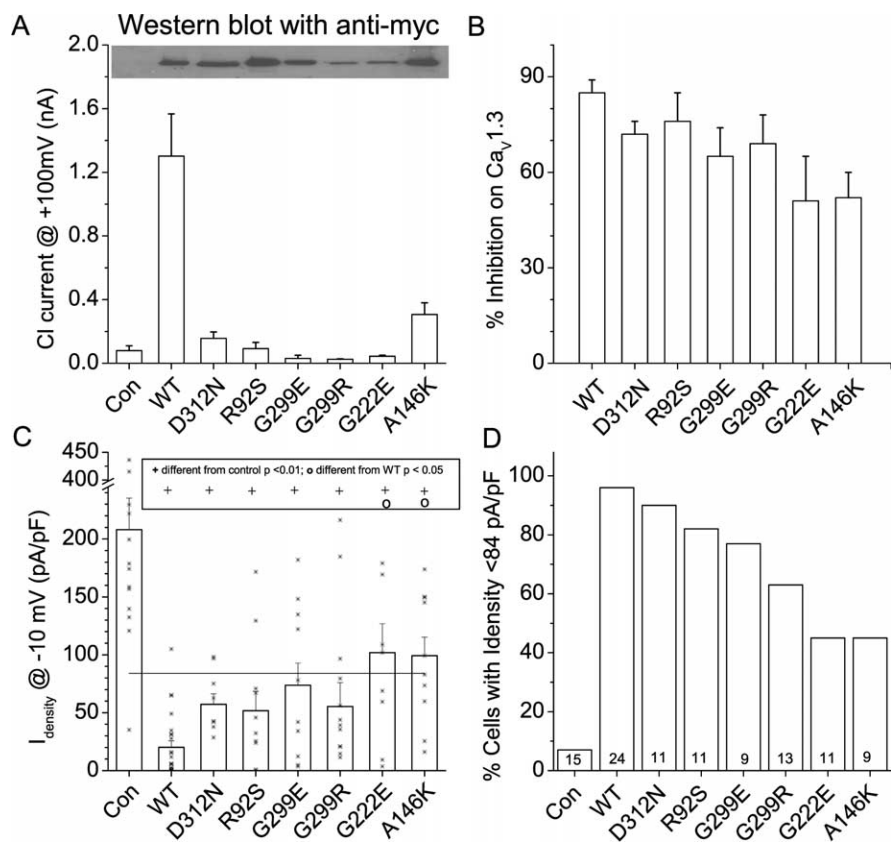 A
Western blot with anti-myc
2.0
1.6
1.2
0.8
0.4
0.0
Cl current @ +100mV (nA)
Con
WT
D312N
R92S
G299E
G299R
G222E
A146K
B
90
60
30
0
% Inhibition on CaV1.3
WT
D312N
R92S
G299E
G299R
G222E
A146K
C
450
400
200
150
100
50
0
Idensity @ -10 mV (pA/pF)
+ different from control p <0.01; o different from WT p < 0.05
+ + + + + + +
o o
Con
WT
D312N
R92S
G299E
G299R
G222E
A146K
D
100
80
60
40
20
0
% Cells with Idensity <84 pA/pF
15 24 11 11 9 13 11 9
Con
WT
D312N
R92S
G299E
G299R
G222E
A146K